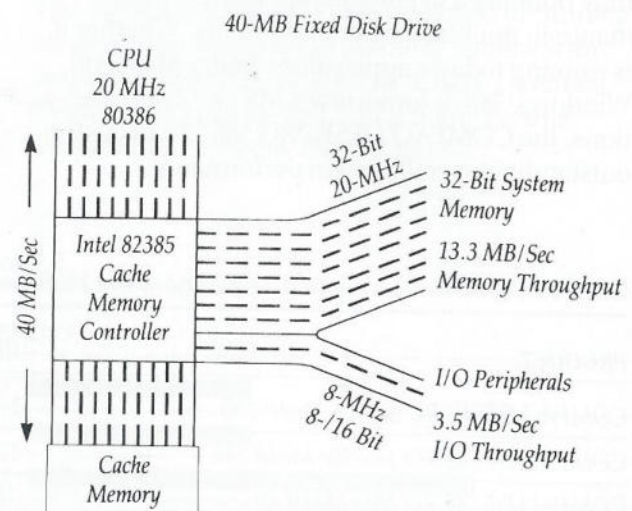 40-MB Fixed Disk Drive
CPU
20 MHz
80386
40 MB/Sec
Intel 82385
Cache
Memory
Controller
Cache
Memory
32-Bit
20-MHz
32-Bit System
Memory
13.3 MB/Sec
Memory Throughput
8-MHz
8-/16 Bit
I/O Peripherals
3.5 MB/Sec
I/O Throughput